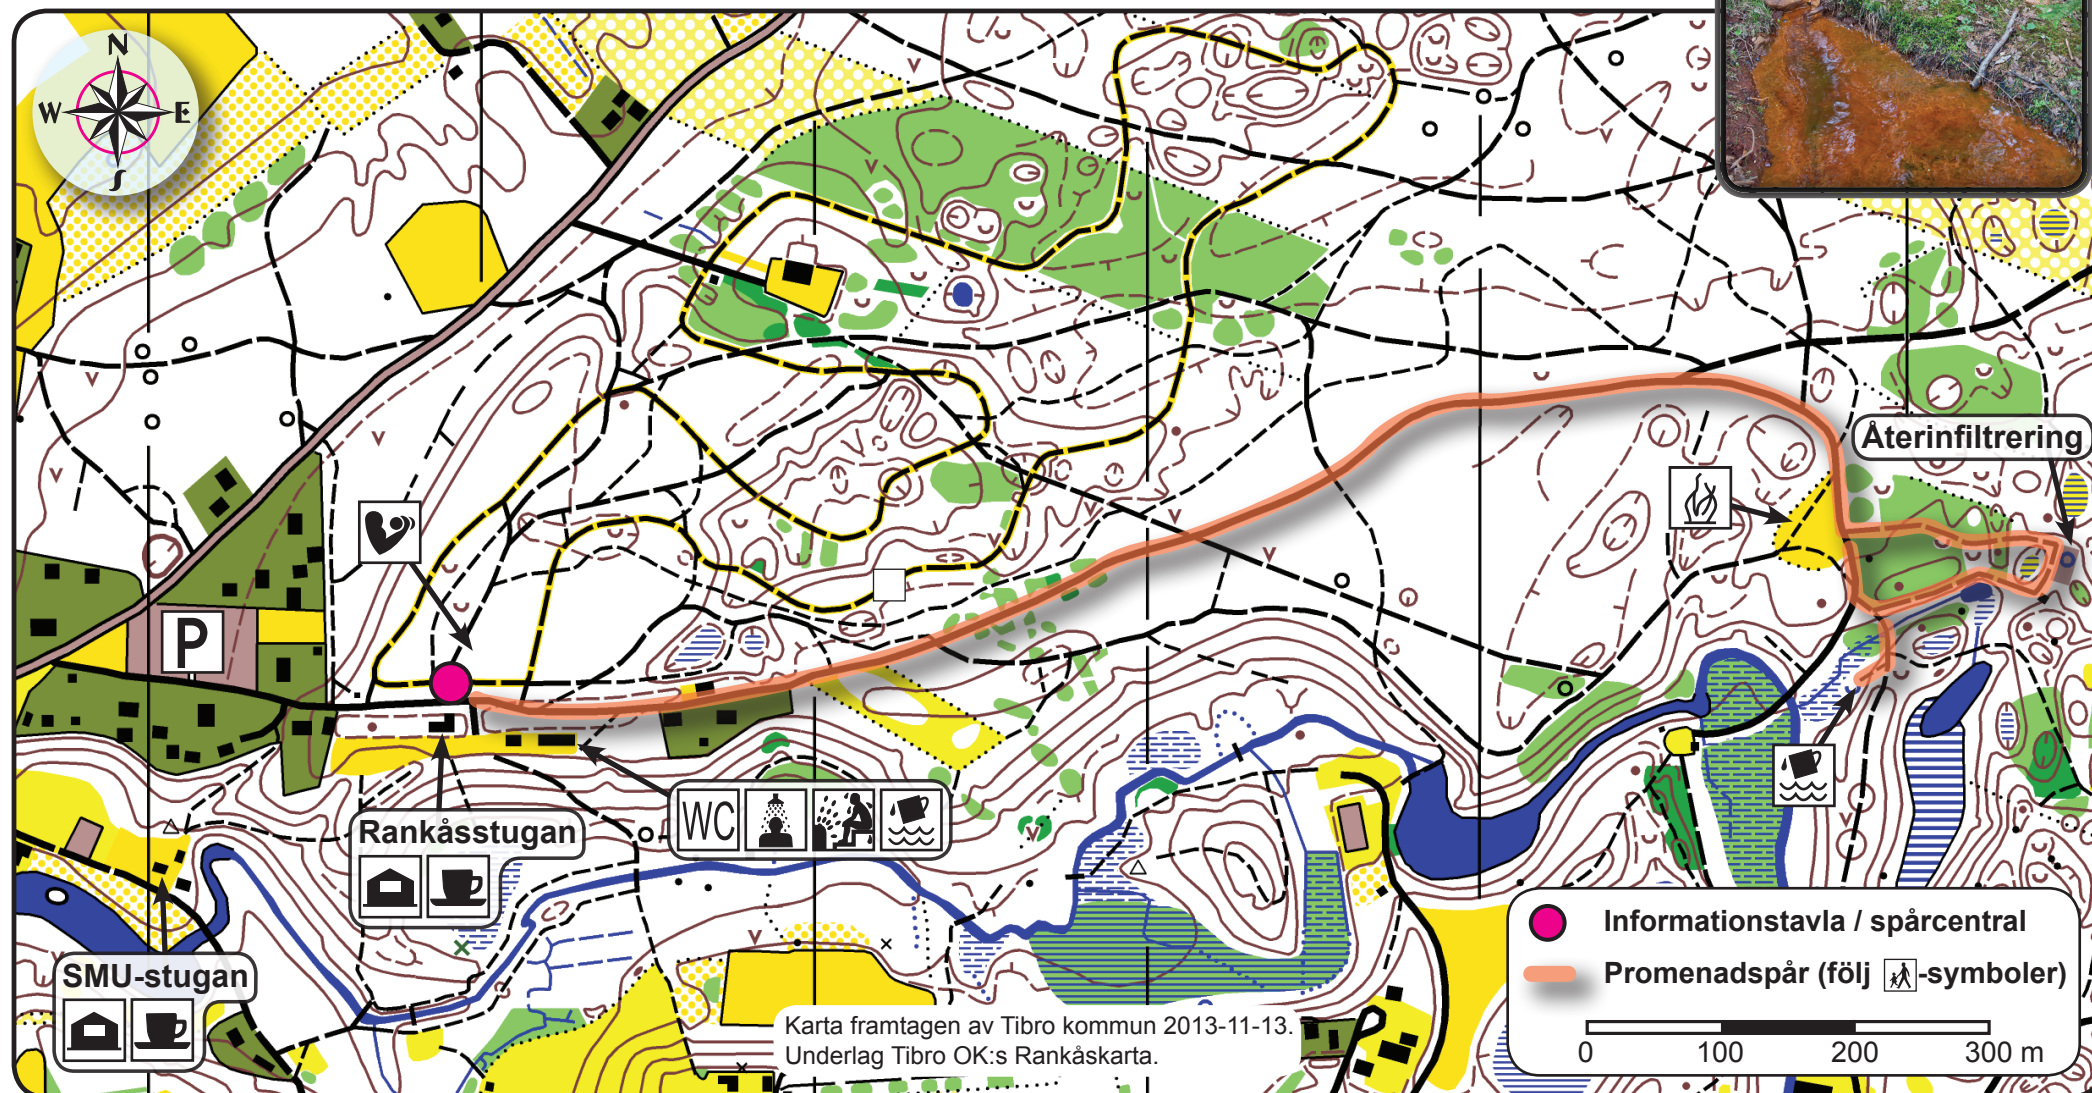 N
W E
S
Återinfiltrering
P
Rankåsstugan
WC
SMU-stugan
Karta framtagen av Tibro kommun 2013-11-13.
Underlag Tibro OK:s Rankåskarta.
Informationstavla / spårcentral
Promenadspår (följ -symboler)
0 100 200 300 m